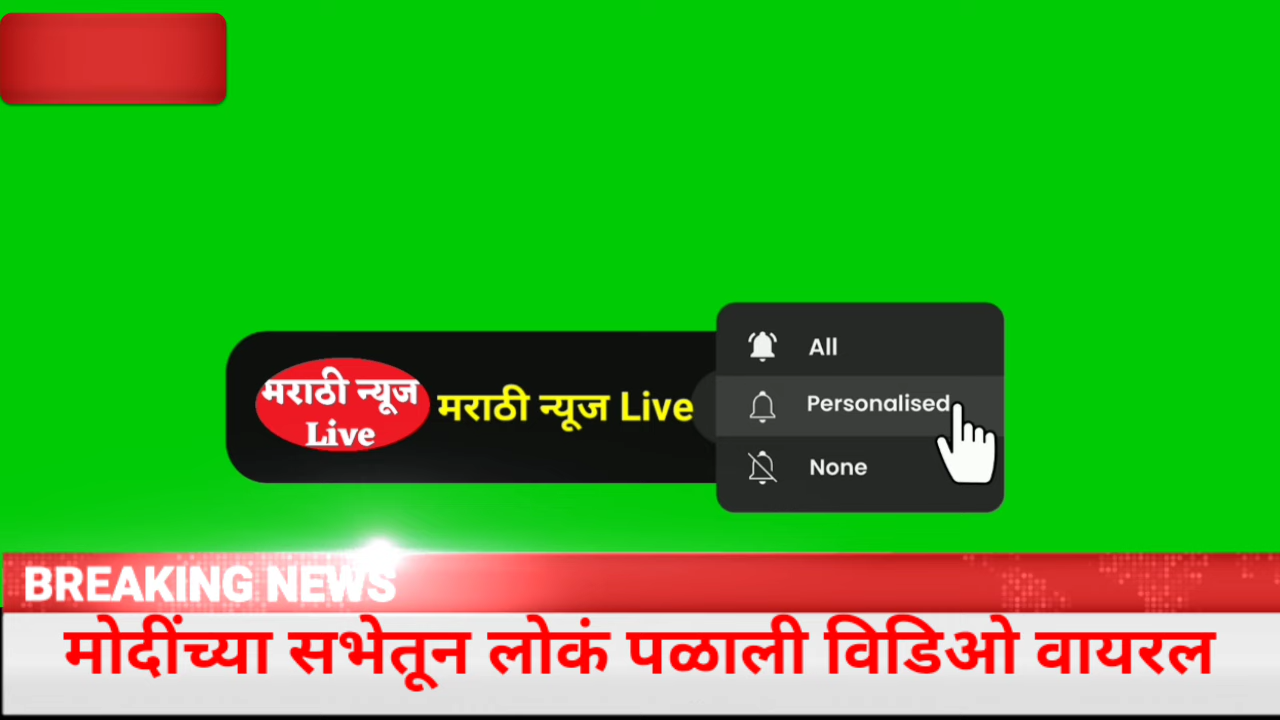 मराठी न्यूज
Live
मराठी न्यूज Live
All
Personalised
None
BREAKING NEWS
मोदींच्या सभेतून लोकं पळाली विडिओ वायरल